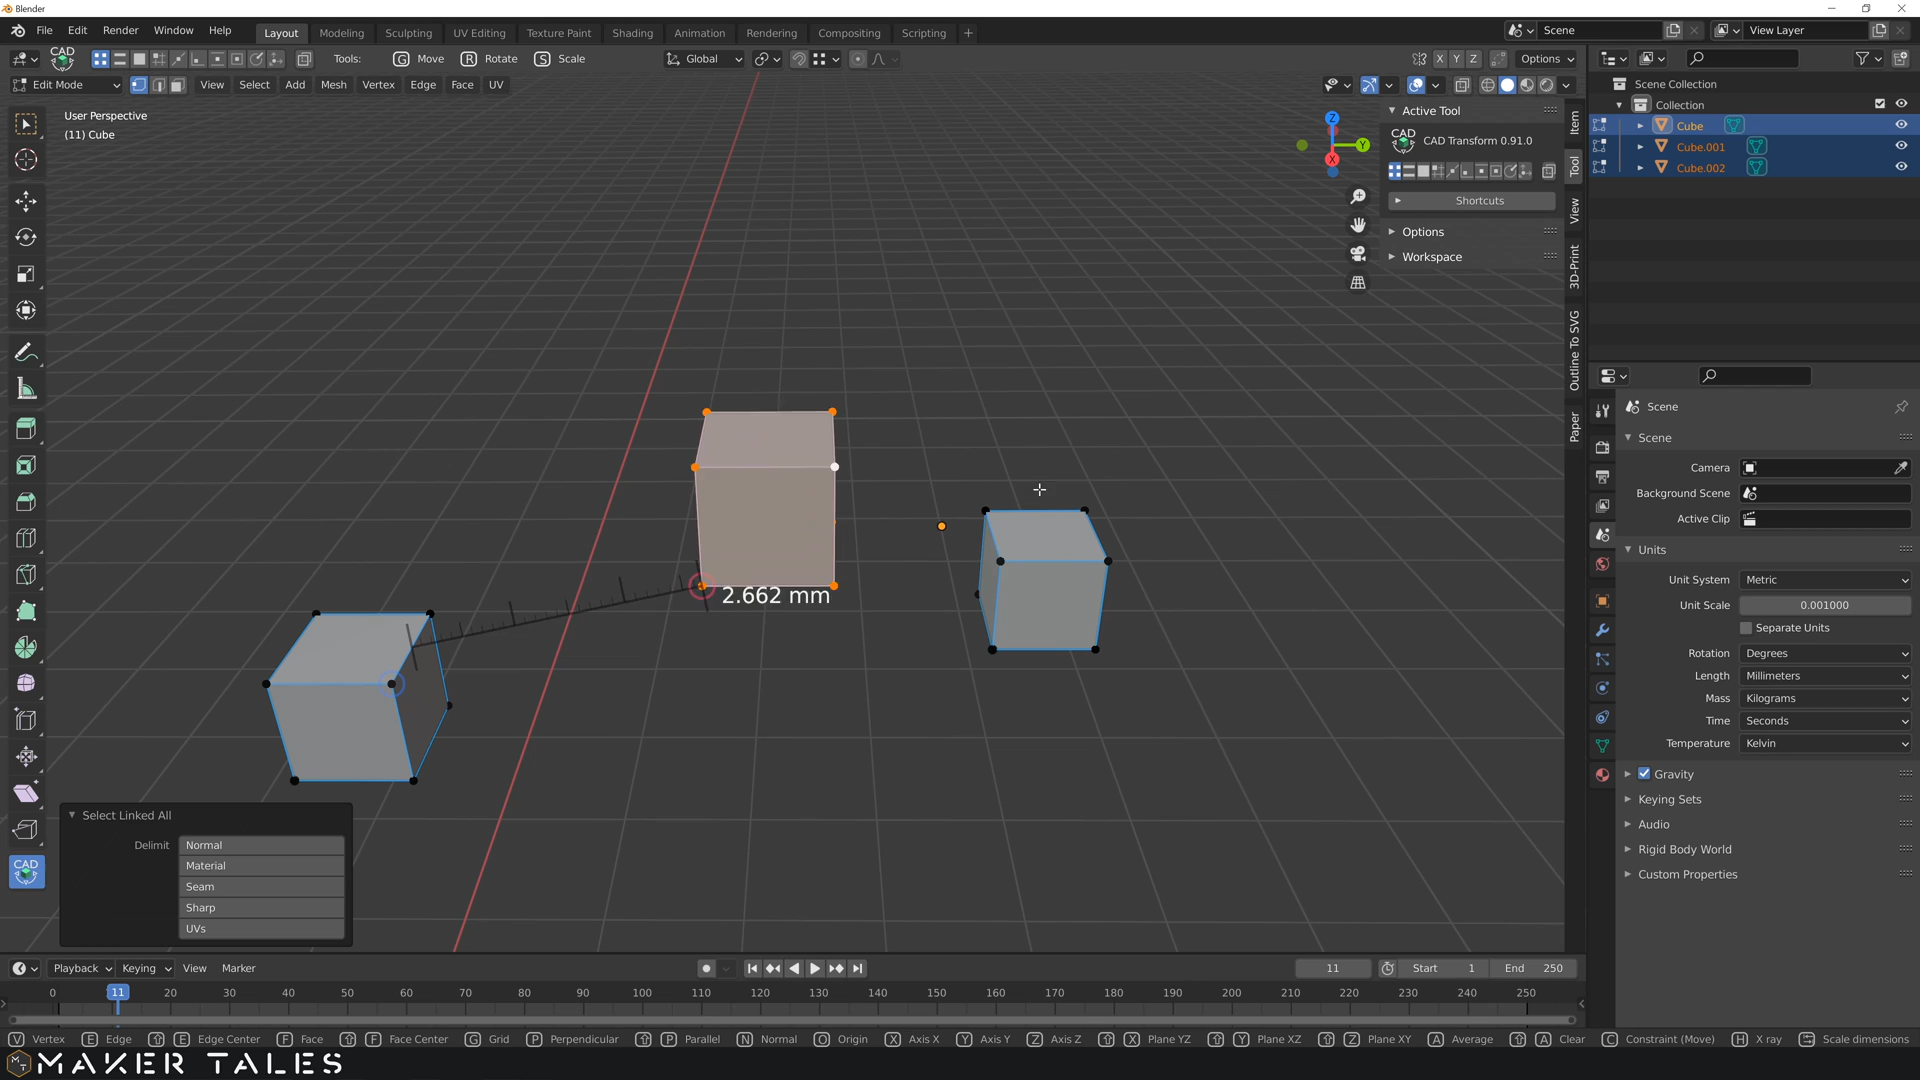 Blender
File Edit Render Window Help Layout Modeling Sculpting UV Editing Texture Paint Shading Animation Rendering Compositing Scripting + Scene View Layer
CAD Tools: G Move R Rotate S Scale Global X Y Z Options
Edit Mode View Select Add Mesh Vertex Edge Face UV
User Perspective
(11) Cube
Z
Y
X
Active Tool
CAD CAD Transform 0.91.0
Shortcuts
Options
Workspace
Item
Tool
View
3D-Print
Outline To SVG
Paper
Scene Collection
Collection
Cube
Cube.001
Cube.002
Scene
Scene
Camera
Background Scene
Active Clip
Units
Unit System Metric
Unit Scale 0.001000
Separate Units
Rotation Degrees
Length Millimeters
Mass Kilograms
Time Seconds
Temperature Kelvin
Gravity
Keying Sets
Audio
Rigid Body World
Custom Properties
2.662 mm
CAD
Select Linked All
Delimit Normal
Material
Seam
Sharp
UVs
Playback Keying View Marker 11 Start 1 End 250
0 11 20 30 40 50 60 70 80 90 100 110 120 130 140 150 160 170 180 190 200 210 220 230 240 250
V Vertex E Edge E Edge Center F Face F Face Center G Grid P Perpendicular P Parallel N Normal O Origin X Axis X Y Axis Y Z Axis Z X Plane YZ Y Plane XZ Z Plane XY A Average A Clear C Constraint (Move) H X ray Scale dimensions
MAKER TALES